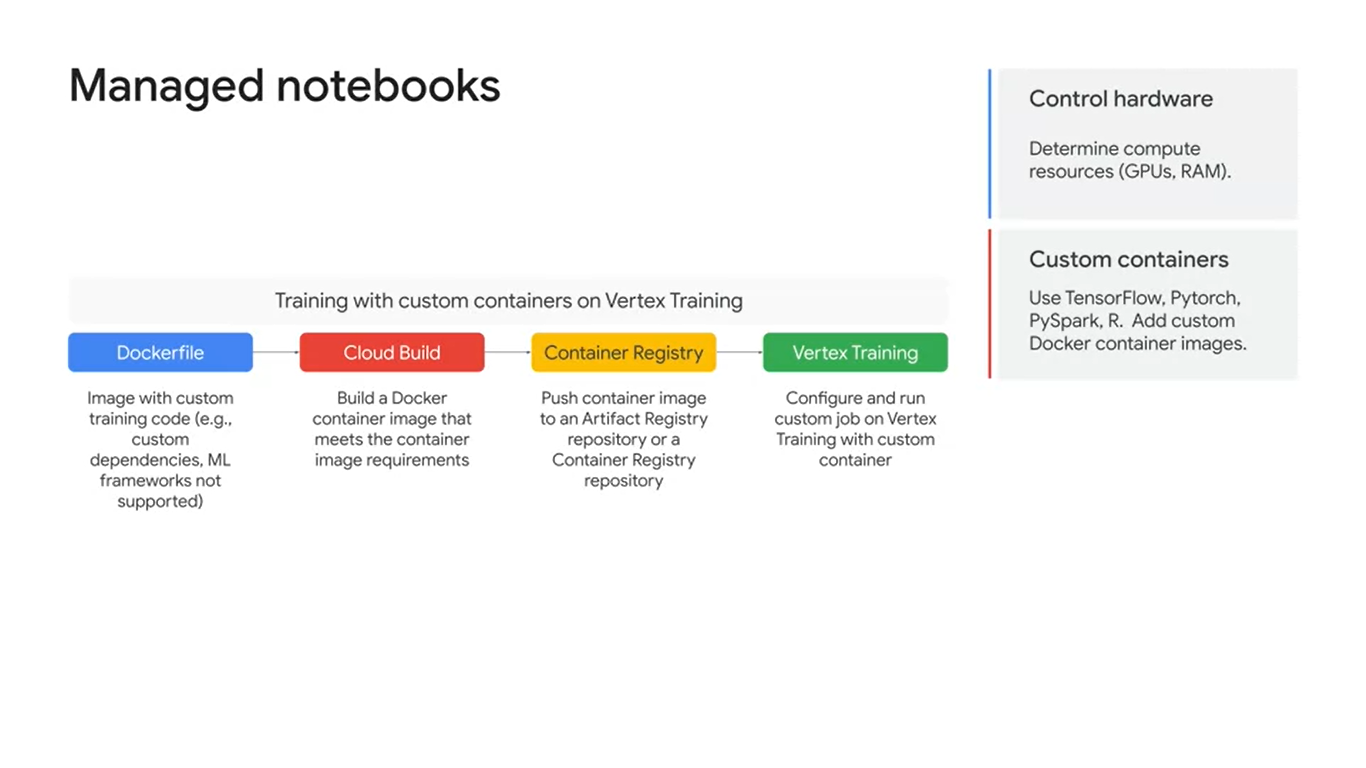 Managed notebooks
Control hardware
Determine compute
resources (GPUs, RAM).
Custom containers
Use TensorFlow, Pytorch,
PySpark, R. Add custom
Docker container images.
Training with custom containers on Vertex Training
Dockerfile
Image with custom
training code (e.g.,
custom
dependencies, ML
frameworks not
supported)
Cloud Build
Build a Docker
container image that
meets the container
image requirements
Container Registry
Push container image
to an Artifact Registry
repository or a
Container Registry
repository
Vertex Training
Configure and run
custom job on Vertex
Training with custom
container